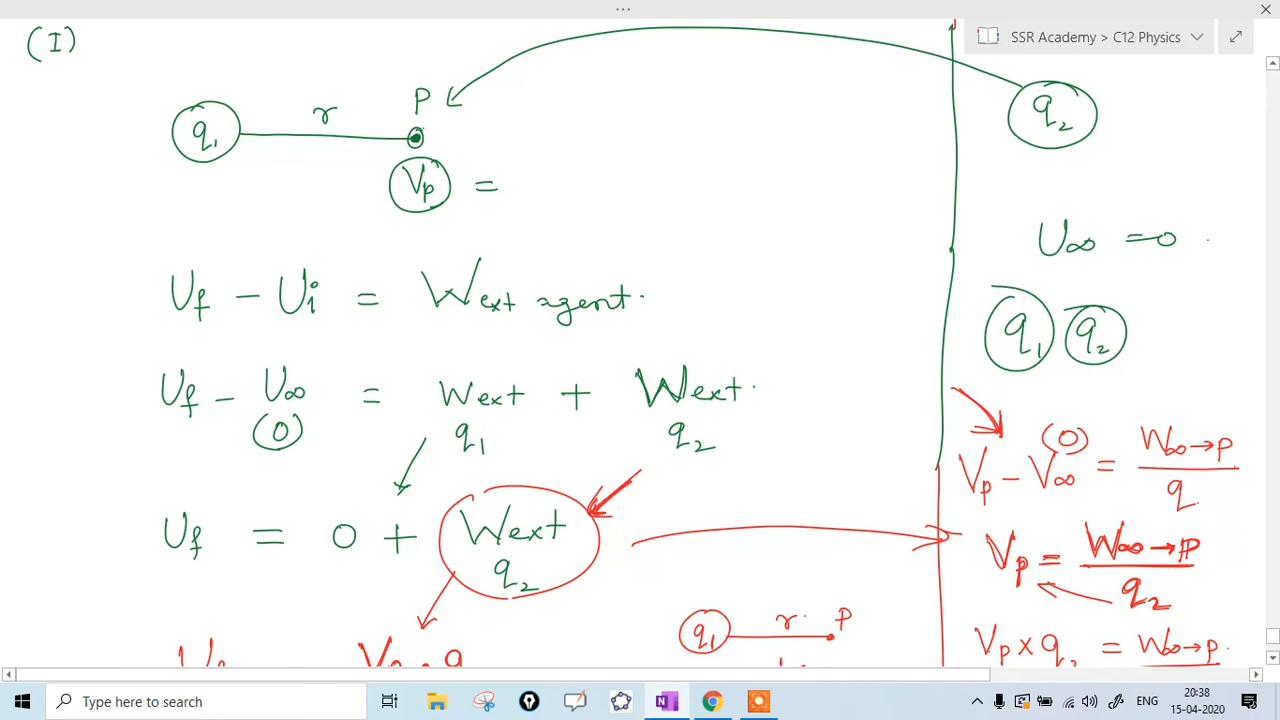 (I)
SSR Academy > C12 Physics
q₁ r P q₂
Vp =
U∞ = 0
Uf - Ui = Wext agent.
q₁ q₂
Uf - U∞ = Wext + Wext
(0) q₁ q₂
Vp - V∞ = W∞→P / q
(0)
Uf = 0 + Wext
q₂
Vp = W∞→P / q₂
q₁ r P
Vp × q₂ = W∞→P
Type here to search
ENG
20:38
15-04-2020